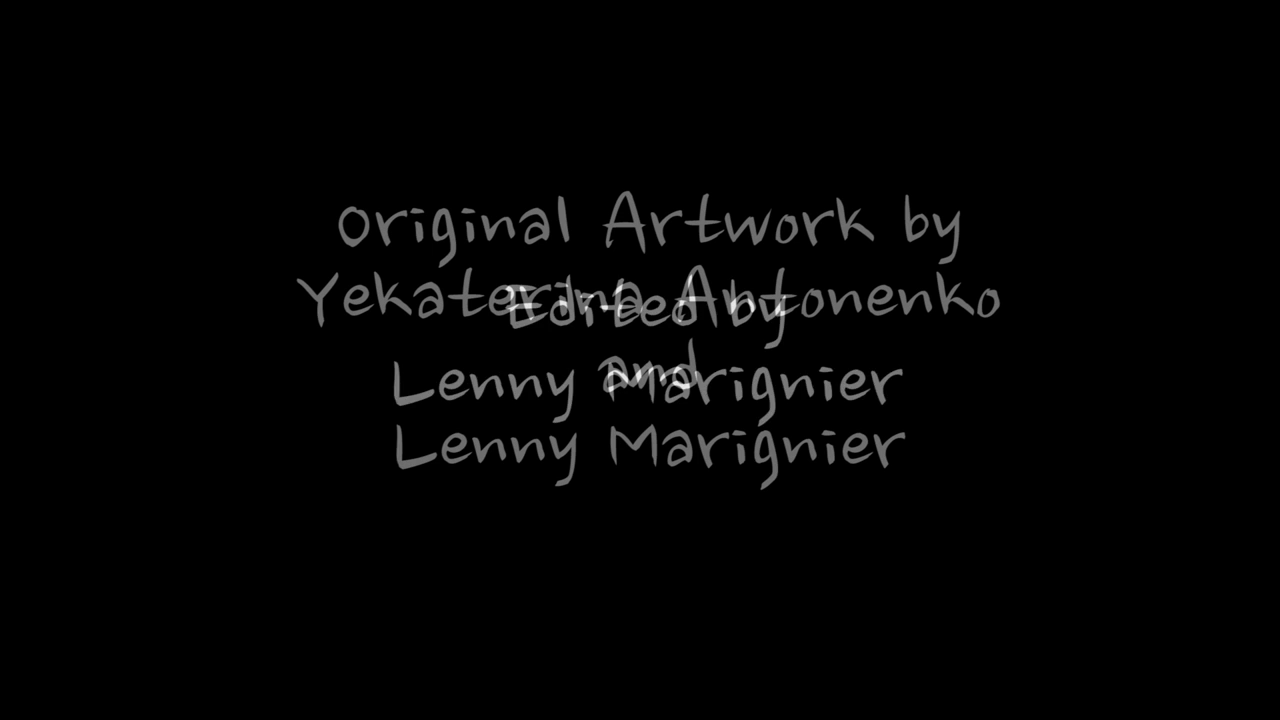 Original Artwork by
Yekaterina Antonenko
and
Lenny Marignier
Edited by
Lenny Marignier